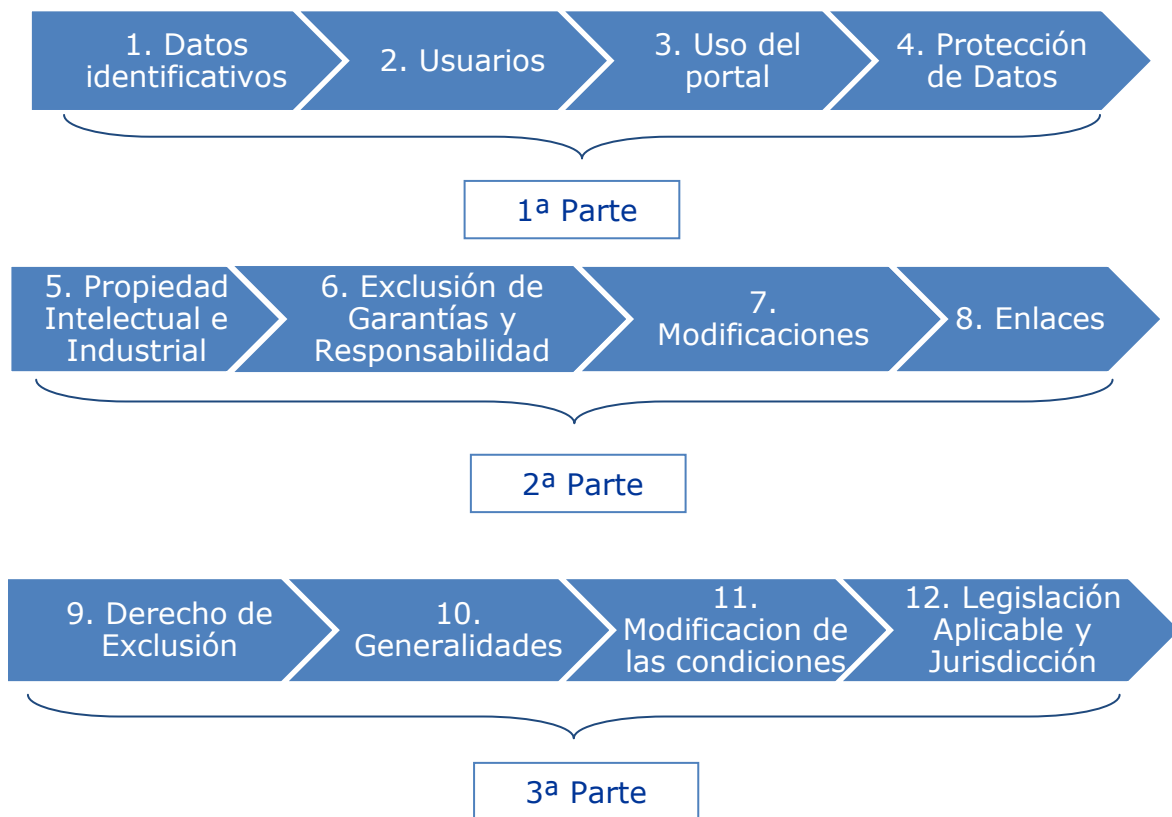 1. Datos
identificativos
2. Usuarios
3. Uso del
portal
4. Protección
de Datos
1ª Parte
5. Propiedad
Intelectual e
Industrial
6. Exclusión de
Garantías y
Responsabilidad
7.
Modificaciones
8. Enlaces
2ª Parte
9. Derecho de
Exclusión
10.
Generalidades
11.
Modificacion de
las condiciones
12. Legislación
Aplicable y
Jurisdicción
3ª Parte